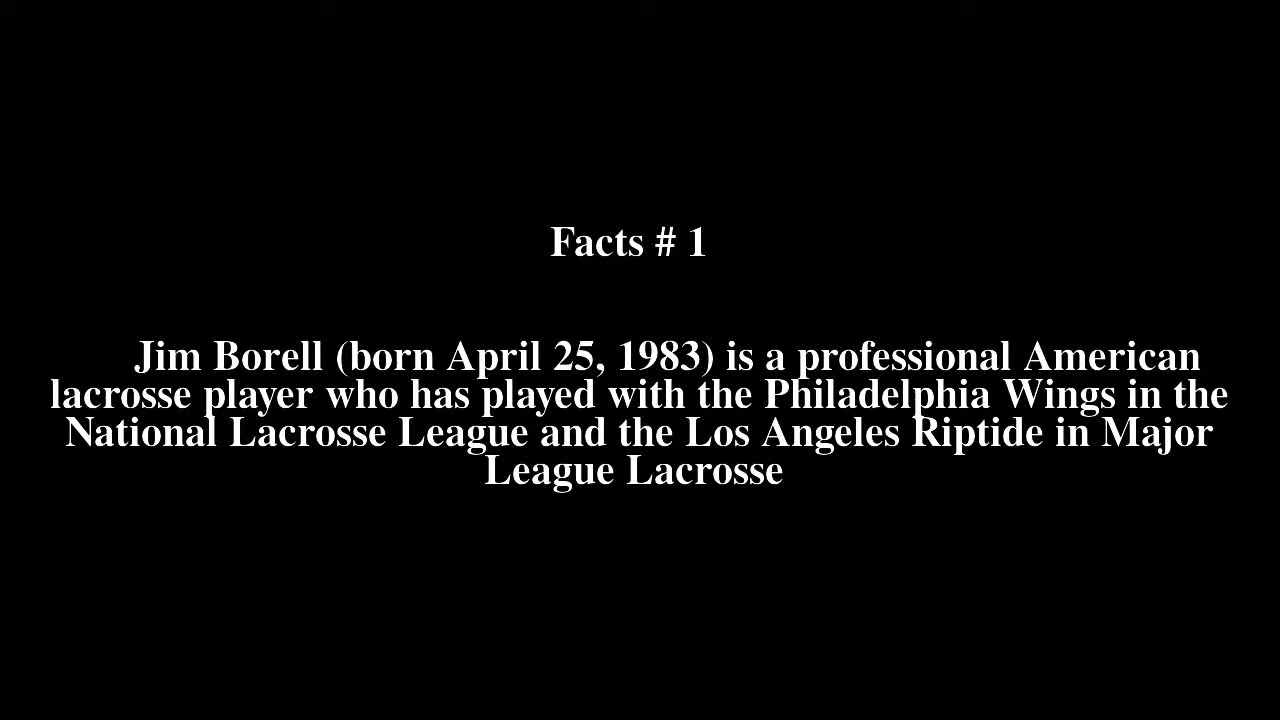 Facts # 1
Jim Borell (born April 25, 1983) is a professional American
lacrosse player who has played with the Philadelphia Wings in the
National Lacrosse League and the Los Angeles Riptide in Major
League Lacrosse